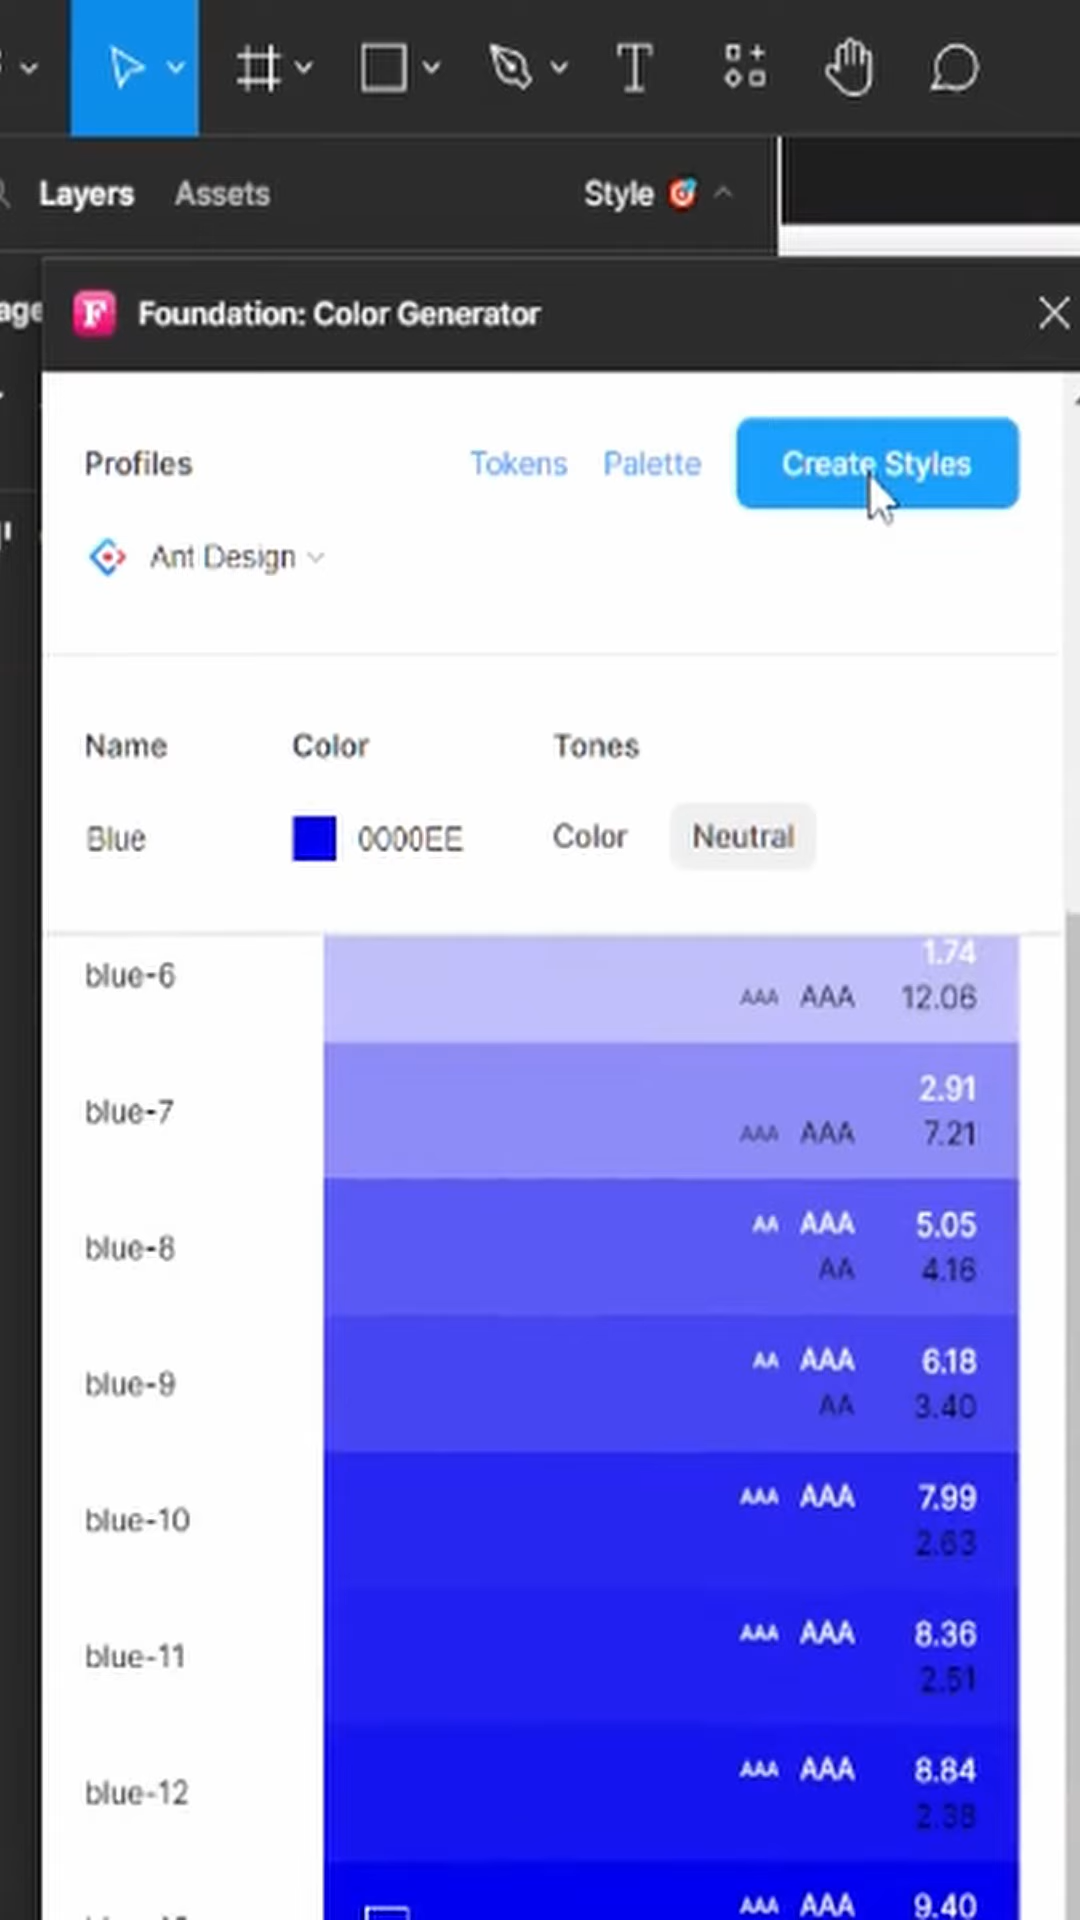 Layers Assets Style
age
F Foundation: Color Generator
Profiles Tokens Palette Create Styles
Ant Design
Name Color Tones
Blue 0000EE Color Neutral
1.74
blue-6 AAA AAA 12.06
2.91
blue-7
AAA AAA 7.21
AA AAA 5.05
blue-8
AA 4.16
AA AAA 6.18
blue-9
AA 3.40
AAA AAA 7.99
blue-10
2.63
AAA AAA 8.36
blue-11
2.51
AAA AAA 8.84
blue-12
2.38
AAA AAA 9.40